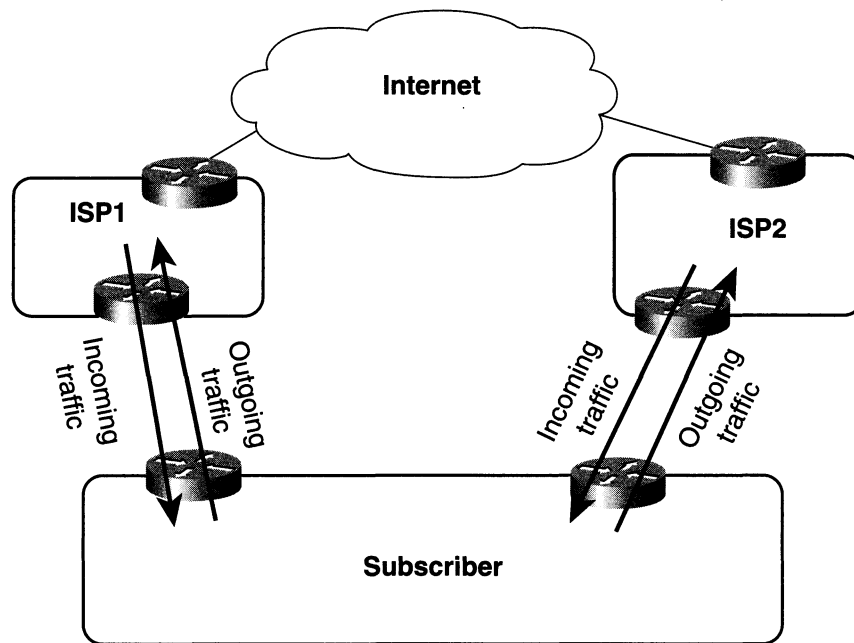 Internet
ISP1
ISP2
Incoming
traffic
Outgoing
traffic
Incoming
traffic
Outgoing
traffic
Subscriber